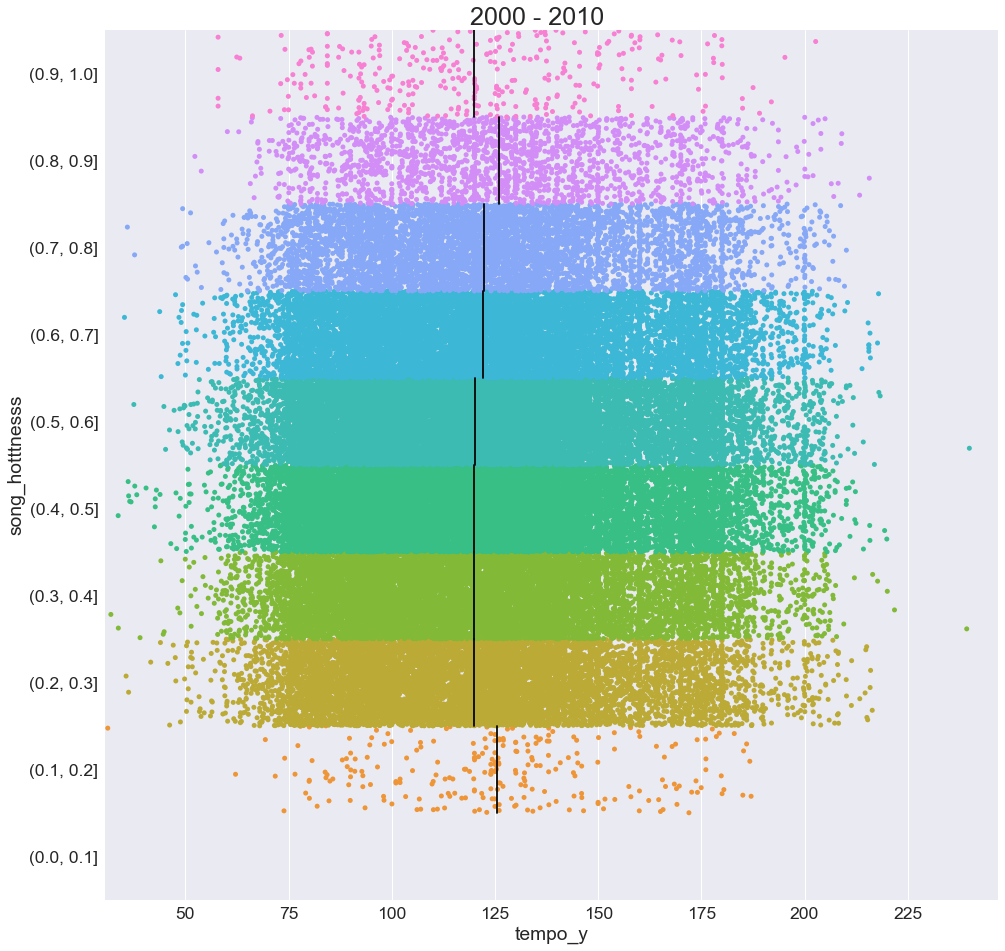 2000 - 2010
(0.9, 1.0]
(0.8, 0.9]
(0.7, 0.8]
(0.6, 0.7]
(0.5, 0.6]
(0.4, 0.5]
(0.3, 0.4]
(0.2, 0.3]
(0.1, 0.2]
(0.0, 0.1]
song_hotttnesss
50 75 100 125 150 175 200 225
tempo_y